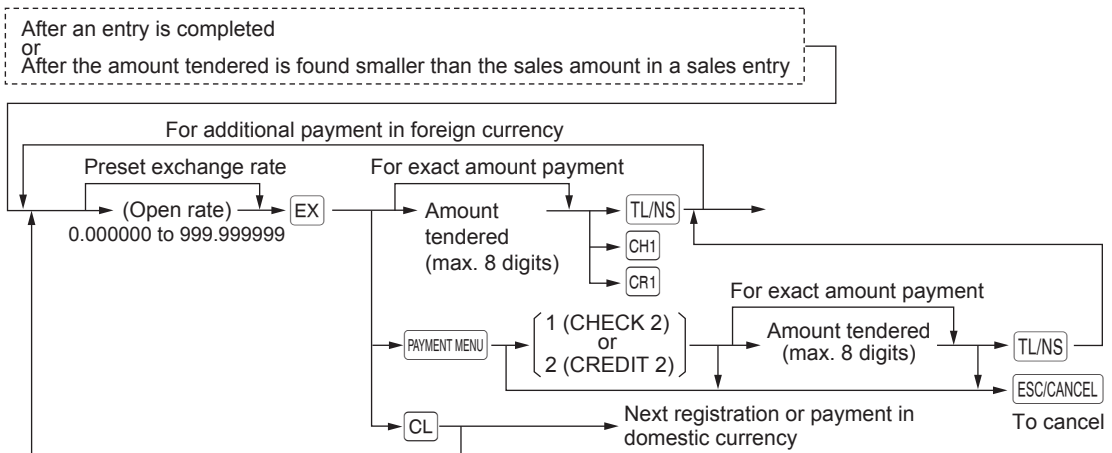 After an entry is completed
or
After the amount tendered is found smaller than the sales amount in a sales entry
For additional payment in foreign currency
Preset exchange rate
For exact amount payment
(Open rate)
EX
Amount
tendered
(max. 8 digits)
TL/NS
0.000000 to 999.999999
CH1
CR1
For exact amount payment
PAYMENT MENU
1 (CHECK 2)
or
2 (CREDIT 2)
Amount tendered
(max. 8 digits)
TL/NS
ESC/CANCEL
To cancel
CL
Next registration or payment in
domestic currency